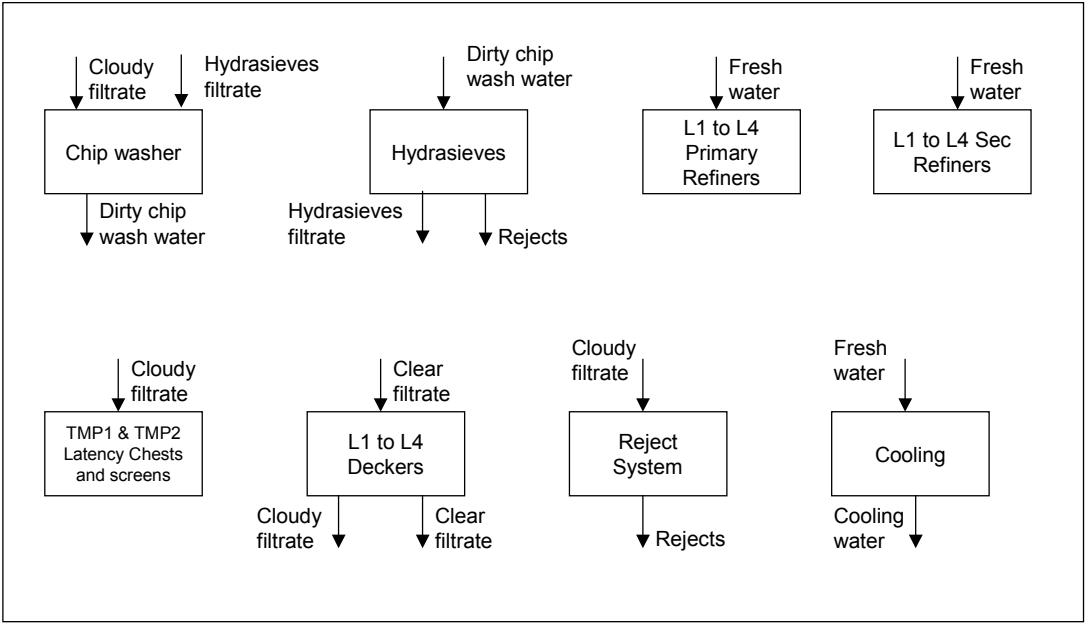 Cloudy
filtrate
Hydrasieves
filtrate
Chip washer
Dirty chip
wash water
Dirty chip
wash water
Hydrasieves
Hydrasieves
filtrate
Rejects
Fresh
water
L1 to L4
Primary
Refiners
Fresh
water
L1 to L4 Sec
Refiners
Cloudy
filtrate
TMP1 & TMP2
Latency Chests
and screens
Clear
filtrate
L1 to L4
Deckers
Cloudy
filtrate
Clear
filtrate
Cloudy
filtrate
Reject
System
Rejects
Fresh
water
Cooling
Cooling
water